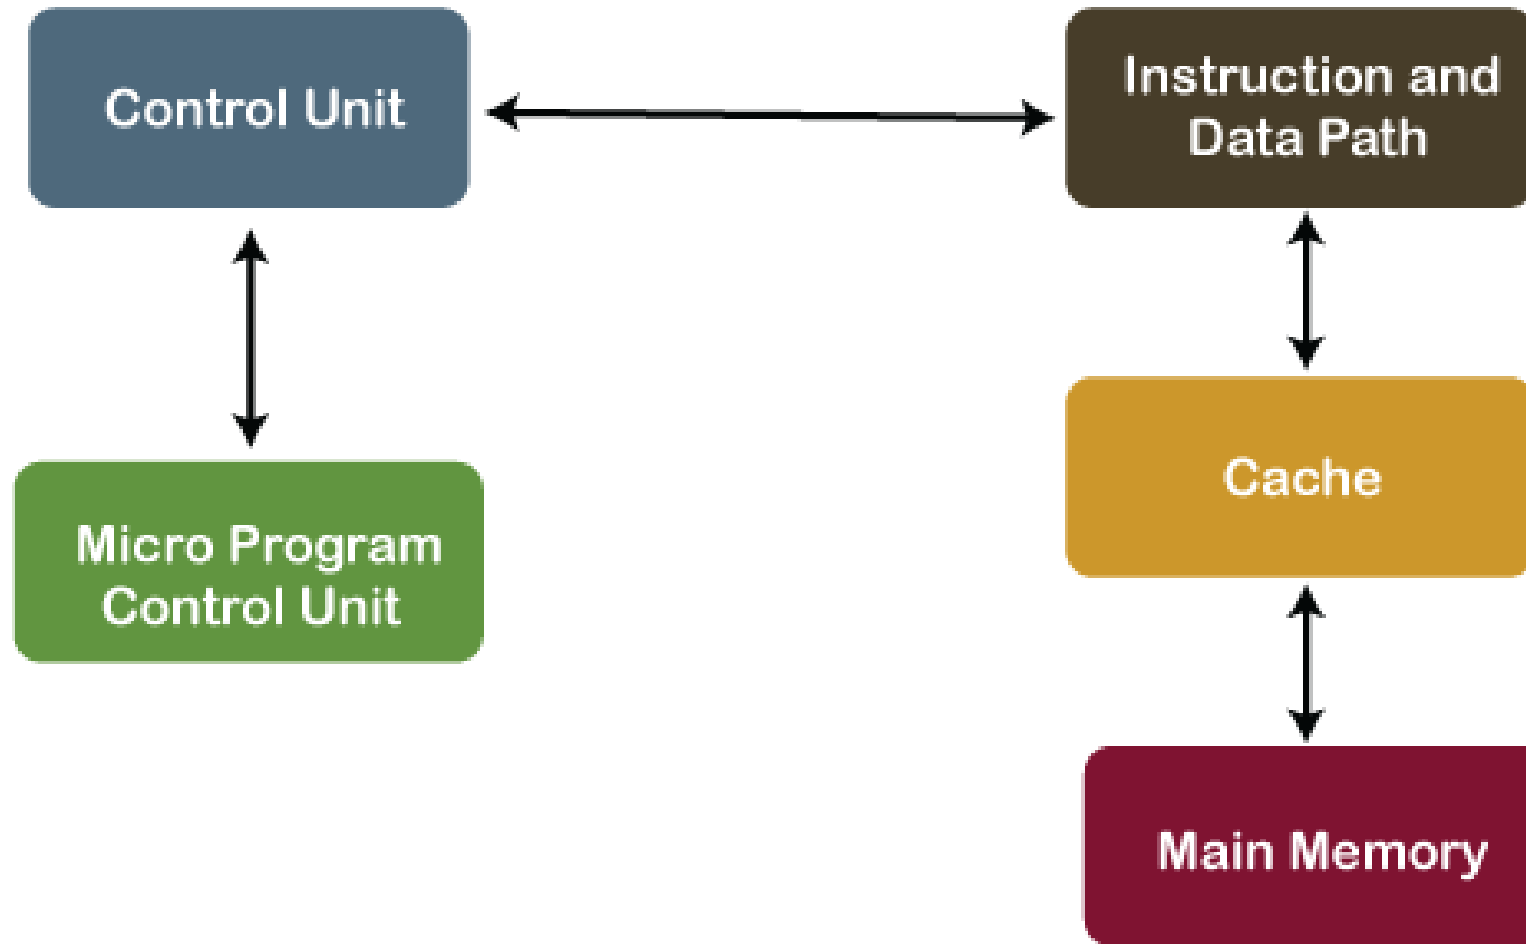 Control Unit
Instruction and
Data Path
Micro Program
Control Unit
Cache
Main Memory